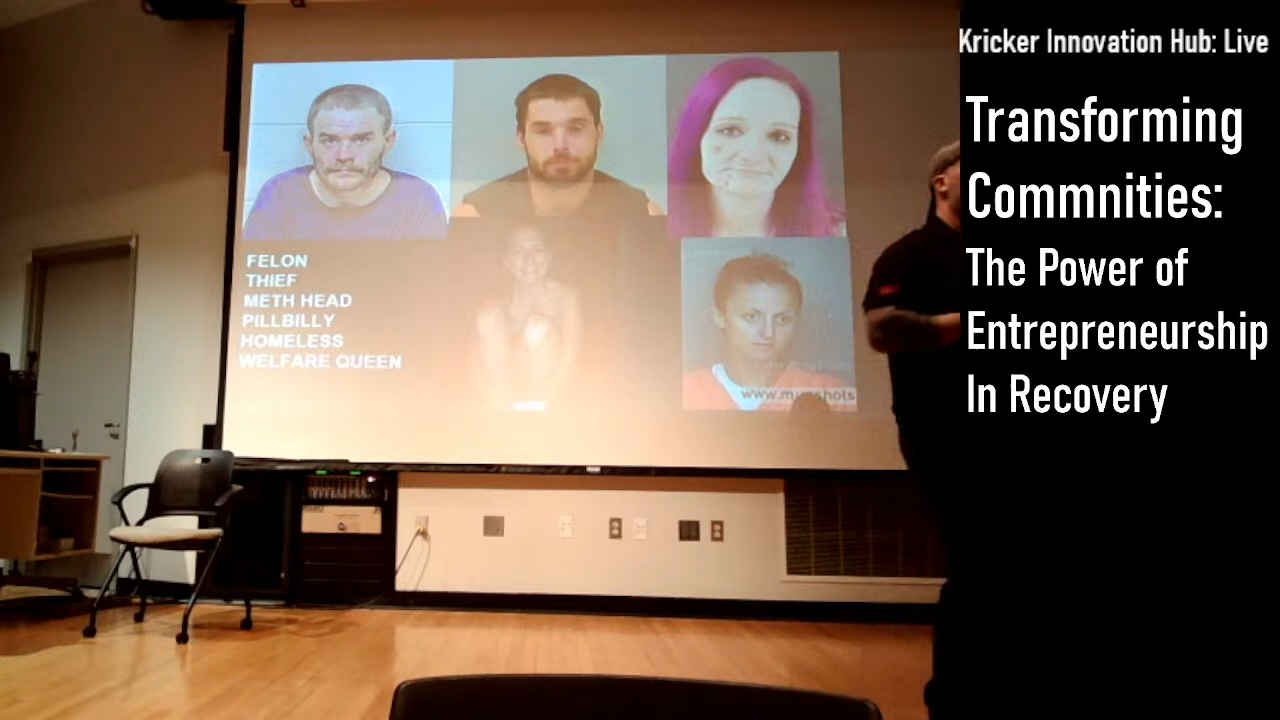 Kricker Innovation Hub: Live
Transforming
Commnities:
The Power of
Entrepreneurship
In Recovery
FELON
THIEF
METH HEAD
PILLBILLY
HOMELESS
WELFARE QUEEN